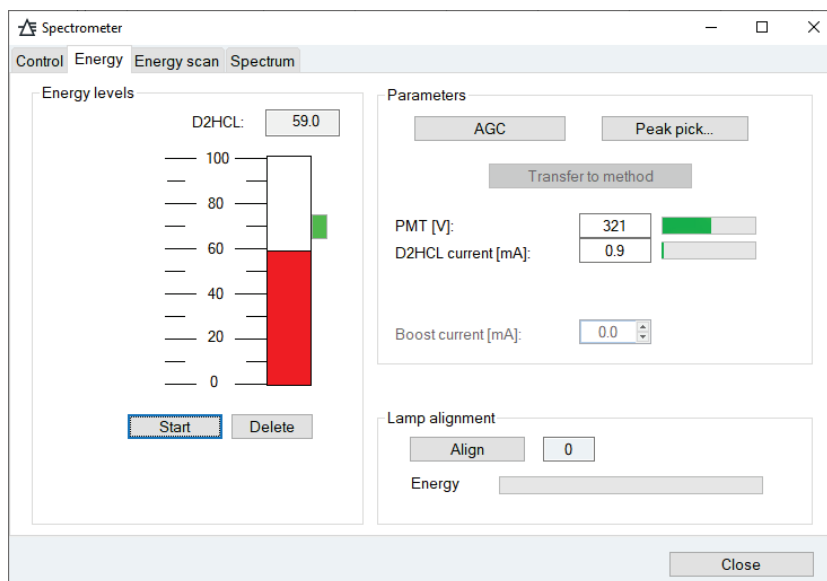 Spectrometer
Control Energy Energy scan Spectrum
Energy levels
D2HCL: 59.0
100
80
60
40
20
0
Start Delete
Parameters
AGC Peak pick...
Transfer to method
PMT [V]: 321
D2HCL current [mA]: 0.9
Boost current [mA]: 0.0
Lamp alignment
Align 0
Energy
Close